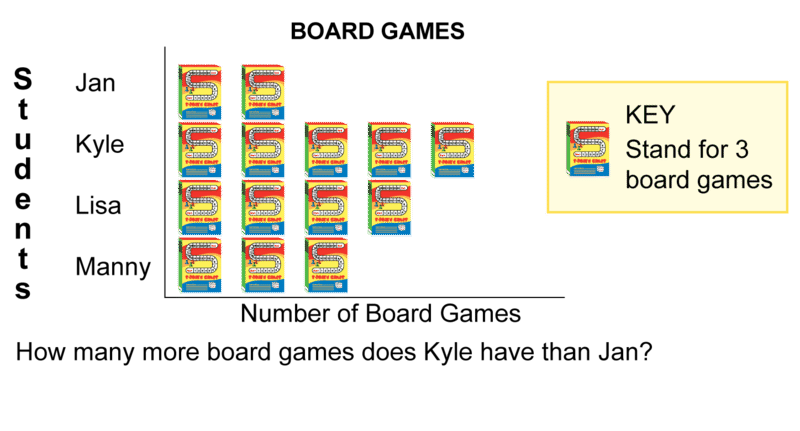 BOARD GAMES
Students
Jan
Kyle
Lisa
Manny
KEY
Stand for 3
board games
Number of Board Games
How many more board games does Kyle have than Jan?